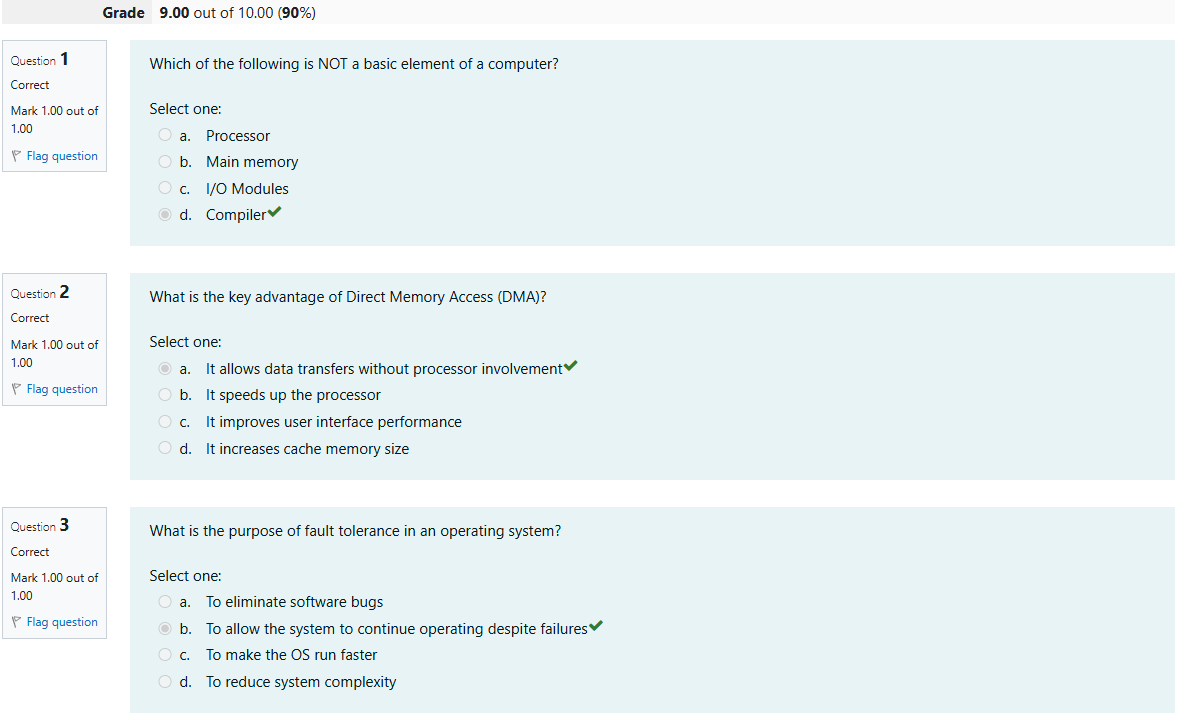 Grade 9.00 out of 10.00 (90%)
Question 1
Correct
Mark 1.00 out of
1.00
Flag question
Which of the following is NOT a basic element of a computer?
Select one:
a. Processor
b. Main memory
c. I/O Modules
d. Compiler
Question 2
Correct
Mark 1.00 out of
1.00
Flag question
What is the key advantage of Direct Memory Access (DMA)?
Select one:
a. It allows data transfers without processor involvement
b. It speeds up the processor
c. It improves user interface performance
d. It increases cache memory size
Question 3
Correct
Mark 1.00 out of
1.00
Flag question
What is the purpose of fault tolerance in an operating system?
Select one:
a. To eliminate software bugs
b. To allow the system to continue operating despite failures
c. To make the OS run faster
d. To reduce system complexity